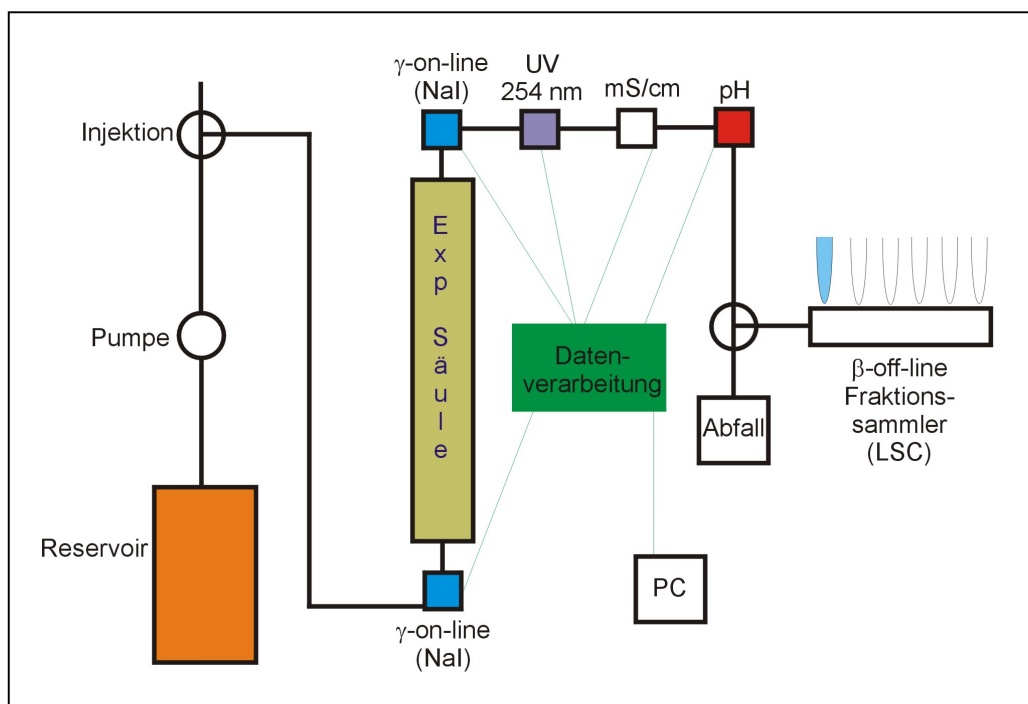 γ-on-line
(NaI)
UV
254 nm
mS/cm
pH
Injektion
Exp Säule
Pumpe
Daten-
verarbeitung
Abfall
β-off-line
Fraktions-
sammler
(LSC)
Reservoir
PC
γ-on-line
(NaI)